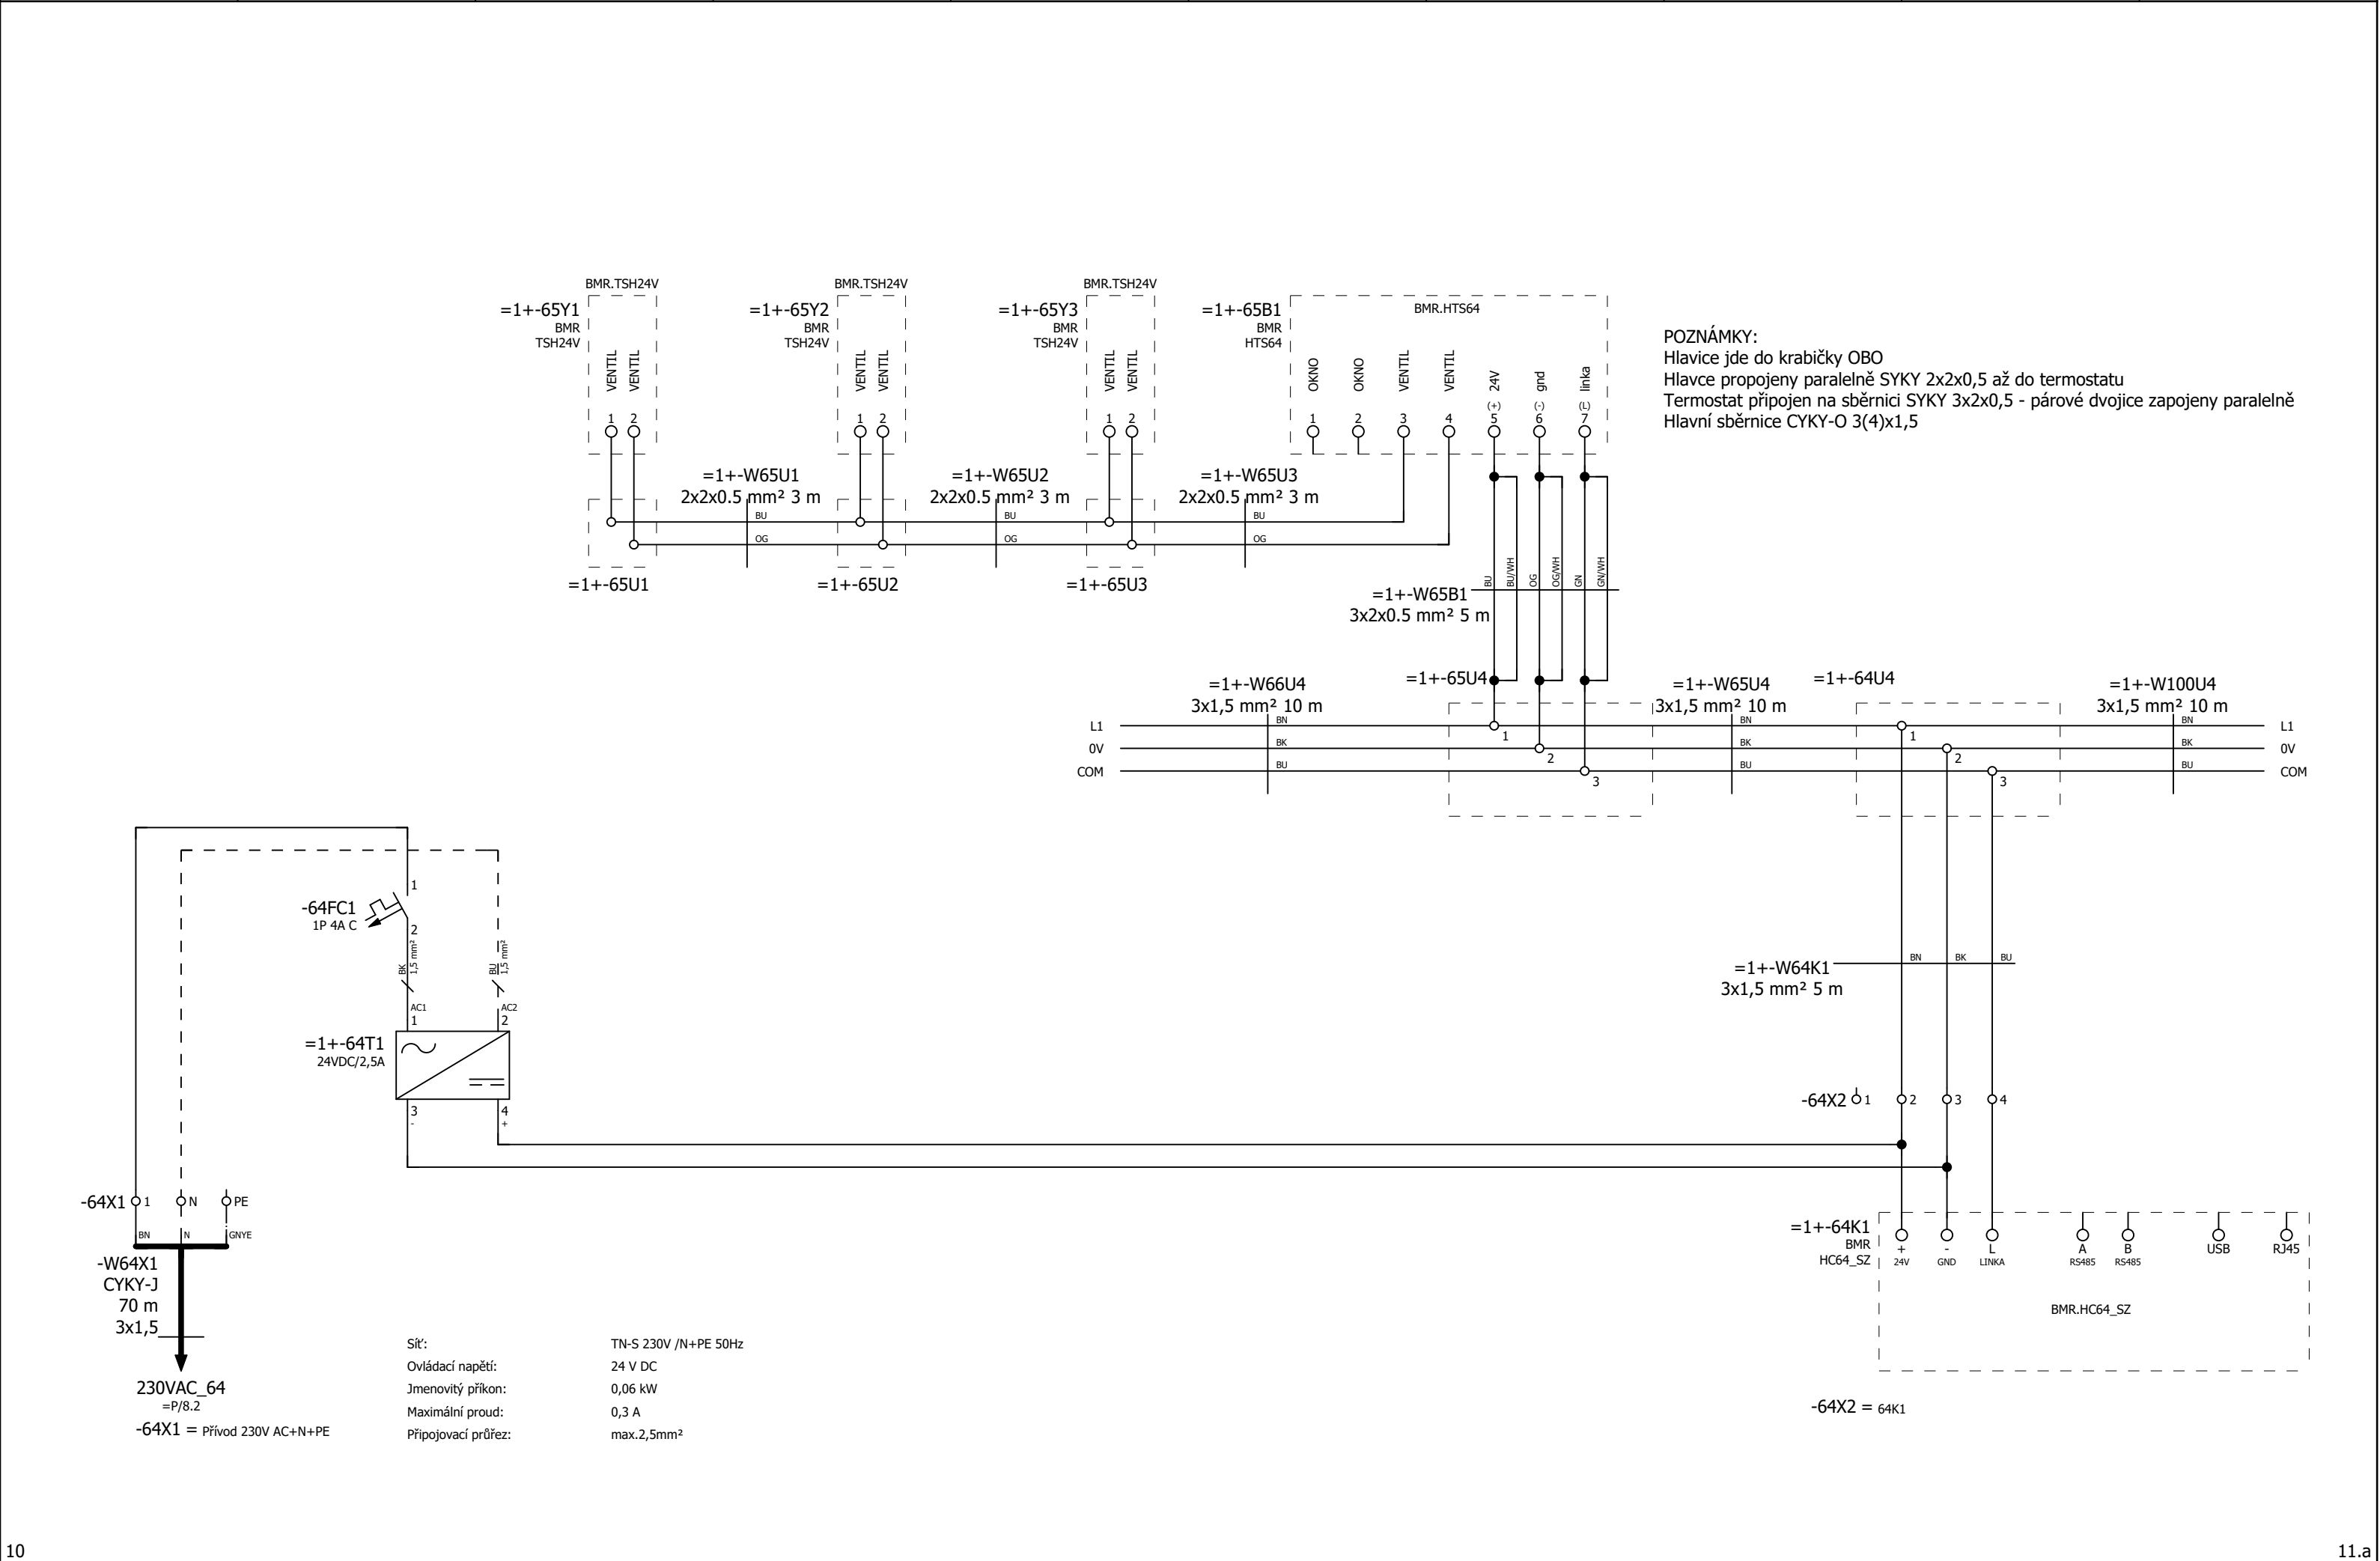 BMR.TSH24V
=1+-65Y1
BMR
TSH24V
VENTIL
VENTIL
1
2
BMR.TSH24V
=1+-65Y2
BMR
TSH24V
VENTIL
VENTIL
1
2
BMR.TSH24V
=1+-65Y3
BMR
TSH24V
VENTIL
VENTIL
1
2
=1+-65B1
BMR
HTS64
BMR.HTS64
OKNO
OKNO
VENTIL
VENTIL
24V
gnd
linka
(+)
(-)
(L)
1
2
3
4
5
6
7
POZNÁMKY:
Hlavice jde do krabičky OBO
Hlavce propojeny paralelně SYKY 2x2x0,5 až do termostatu
Termostat připojen na sběrnici SYKY 3x2x0,5 - párové dvojice zapojeny paralelně
Hlavní sběrnice CYKY-O 3(4)x1,5
=1+-W65U1
2x2x0.5 mm² 3 m
BU
OG
=1+-W65U2
2x2x0.5 mm² 3 m
BU
OG
=1+-W65U3
2x2x0.5 mm² 3 m
BU
OG
=1+-65U1
=1+-65U2
=1+-65U3
BU
BU/WH
OG
OG/WH
GN
GN/WH
=1+-W65B1
3x2x0.5 mm² 5 m
=1+-W66U4
3x1,5 mm² 10 m
=1+-65U4
=1+-W65U4
3x1,5 mm² 10 m
=1+-64U4
=1+-W100U4
3x1,5 mm² 10 m
L1
BN
1
BN
1
BN
L1
0V
BK
2
BK
2
BK
0V
COM
BU
3
BU
3
BU
COM
1
-64FC1
1P 4A C
2
BK
1,5 mm²
BU
1,5 mm²
AC1
1
AC2
2
=1+-64T1
24VDC/2,5A
3
-
4
+
=1+-W64K1
3x1,5 mm² 5 m
BN
BK
BU
-64X2
1
2
3
4
-64X1
1
N
PE
BN
N
GNYE
-W64X1
CYKY-J
70 m
3x1,5
230VAC_64
=P/8.2
-64X1 = Přívod 230V AC+N+PE
=1+-64K1
BMR
HC64_SZ
+
24V
-
GND
L
LINKA
A
RS485
B
RS485
USB
RJ45
BMR.HC64_SZ
-64X2 = 64K1
Síť: TN-S 230V /N+PE 50Hz
Ovládací napětí: 24 V DC
Jmenovitý příkon: 0,06 kW
Maximální proud: 0,3 A
Připojovací průřez: max.2,5mm²
10
11.a